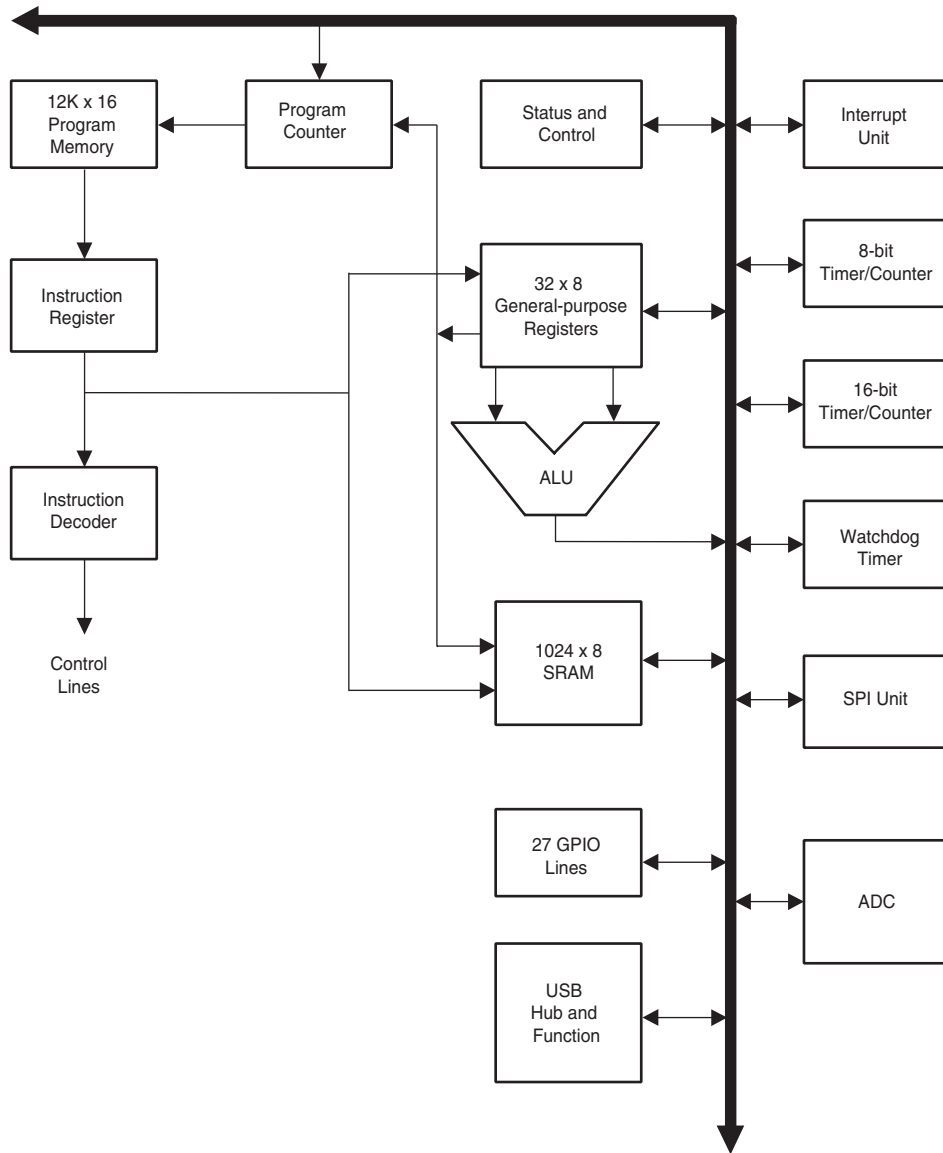 12K x 16
Program
Memory
Program
Counter
Status and
Control
Interrupt
Unit
8-bit
Timer/Counter
Instruction
Register
32 x 8
General-purpose
Registers
16-bit
Timer/Counter
ALU
Instruction
Decoder
Watchdog
Timer
Control
Lines
1024 x 8
SRAM
SPI Unit
27 GPIO
Lines
ADC
USB
Hub and
Function